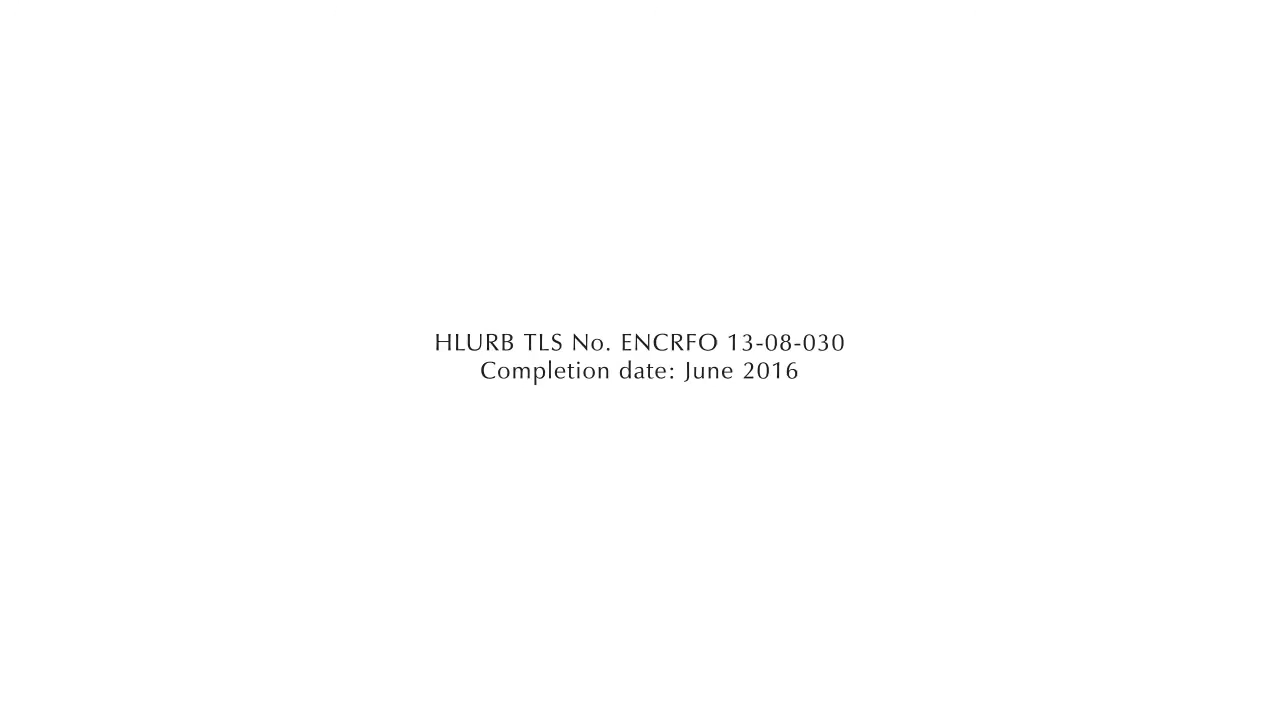 HLURB TLS No. ENCRFO 13-08-030
Completion date: June 2016